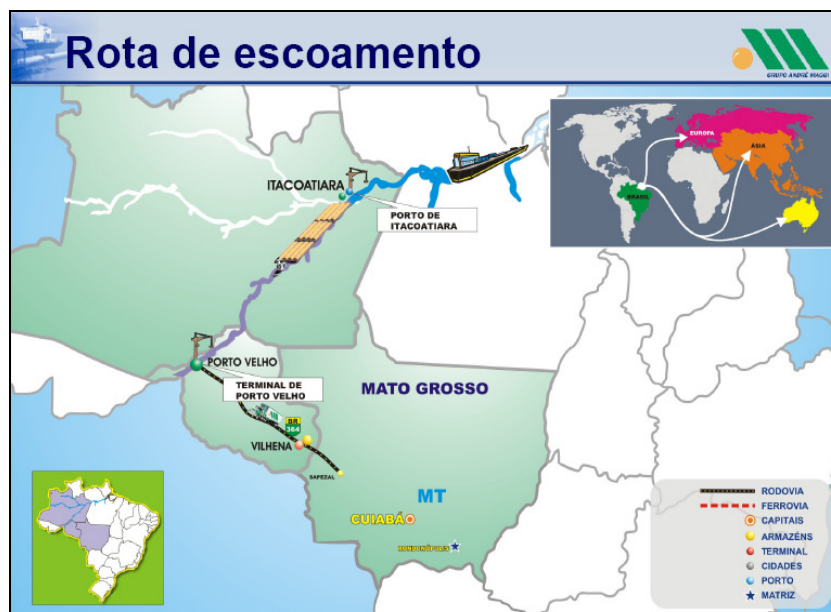 Rota de escoamento
GRUPO ANDRÉ MAGGI
EUROPA
ÁSIA
BRASIL
ITACOATIARA
PORTO DE
ITACOATIARA
PORTO VELHO
TERMINAL DE
PORTO VELHO
MATO GROSSO
BR
364
VILHENA
SAPEZAL
MT
CUIABÁ
RONDONÓPOLIS
RODOVIA
FERROVIA
CAPITAIS
ARMAZÉNS
TERMINAL
CIDADES
PORTO
MATRIZ